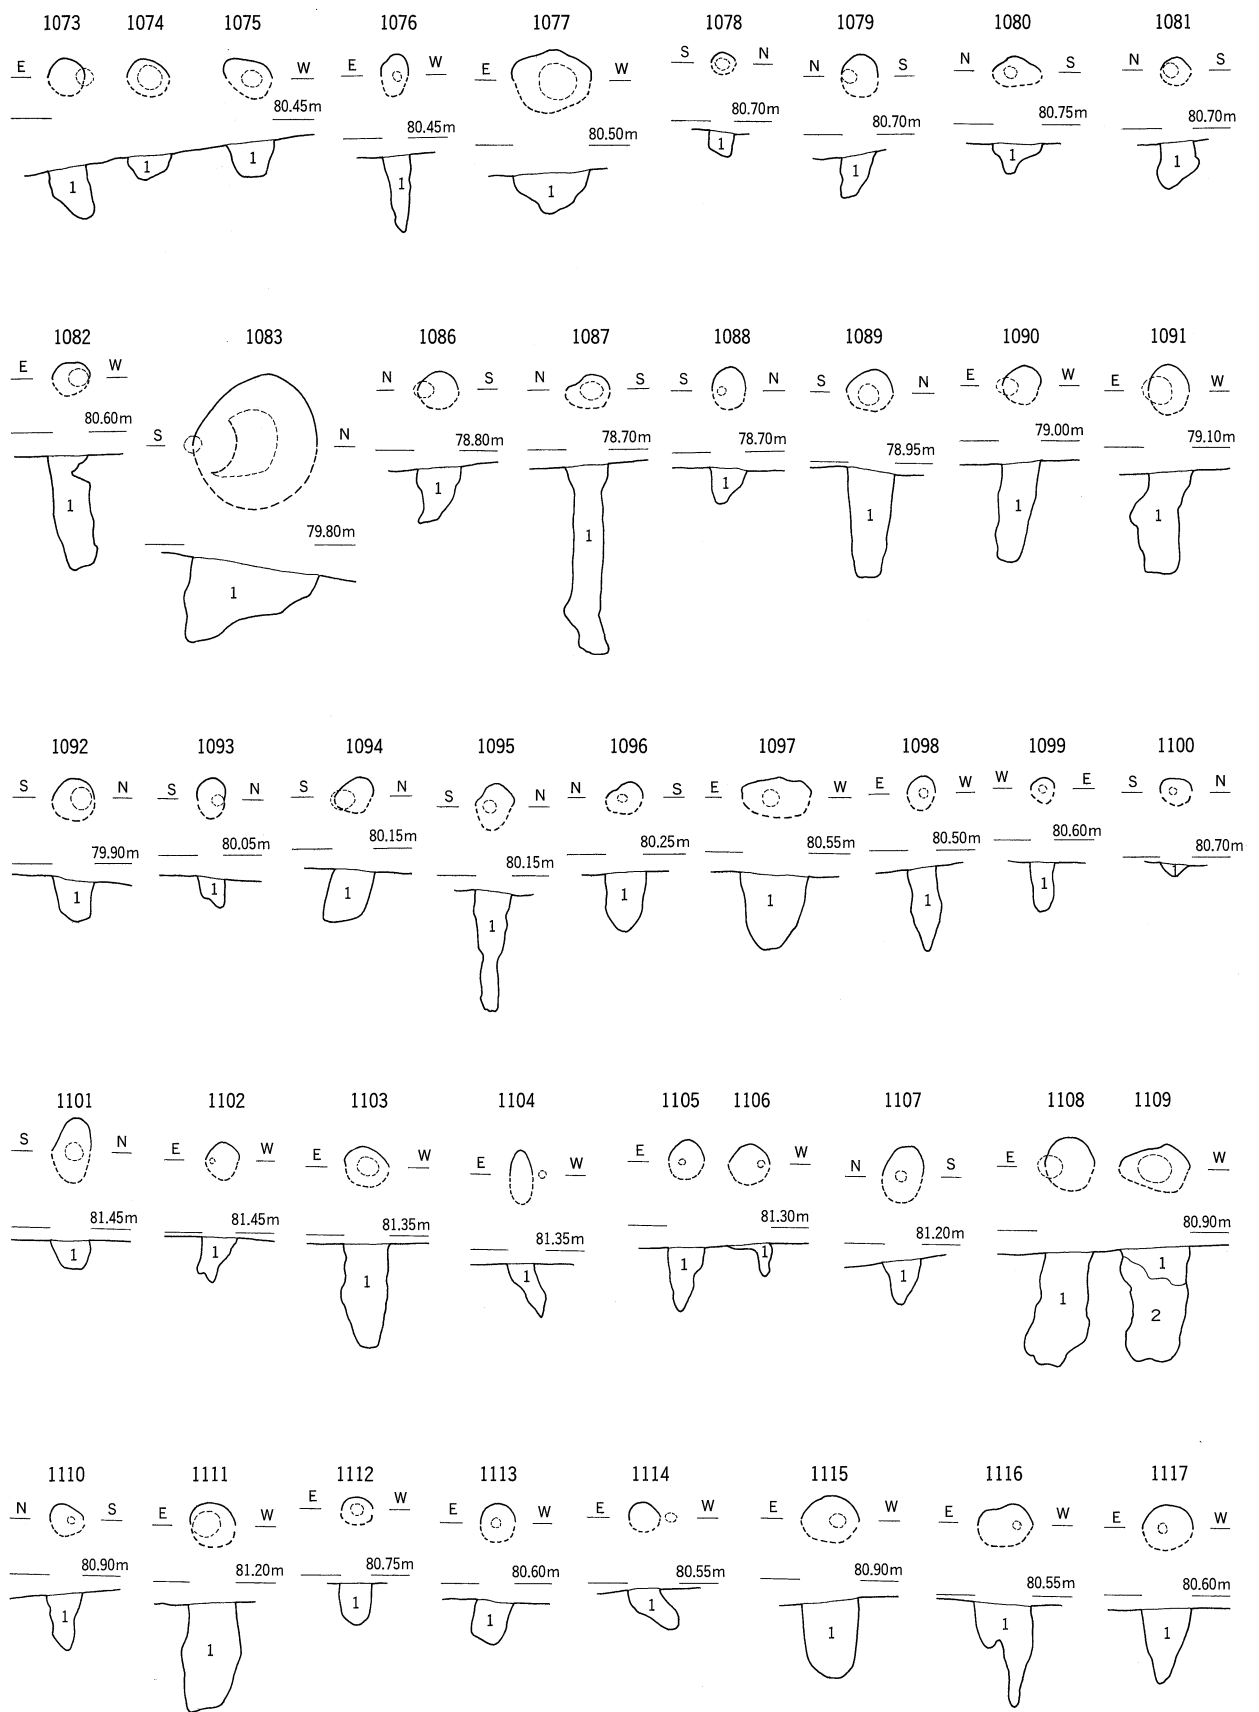 1073 1074 1075 1076 1077 1078 1079 1080 1081
E W E W E W S N N S N S N S
80.45m 80.45m 80.50m 80.70m 80.70m 80.75m 80.70m
1 1 1 1 1 1 1 1 1
1082 1083 1086 1087 1088 1089 1090 1091
E W S N N S N S S N S N E W E W
80.60m 79.80m 78.80m 78.70m 78.70m 78.95m 79.00m 79.10m
1 1 1 1 1 1 1 1
1092 1093 1094 1095 1096 1097 1098 1099 1100
S N S N S N S N N S E W E W W E S N
79.90m 80.05m 80.15m 80.15m 80.25m 80.55m 80.50m 80.60m 80.70m
1 1 1 1 1 1 1 1 1
1101 1102 1103 1104 1105 1106 1107 1108 1109
S N E W E W E W E W N S E W
81.45m 81.45m 81.35m 81.35m 81.30m 81.20m 80.90m
1 1 1 1 1 1 1 1 1
2
1110 1111 1112 1113 1114 1115 1116 1117
N S E W E W E W E W E W E W E W
80.90m 81.20m 80.75m 80.60m 80.55m 80.90m 80.55m 80.60m
1 1 1 1 1 1 1 1